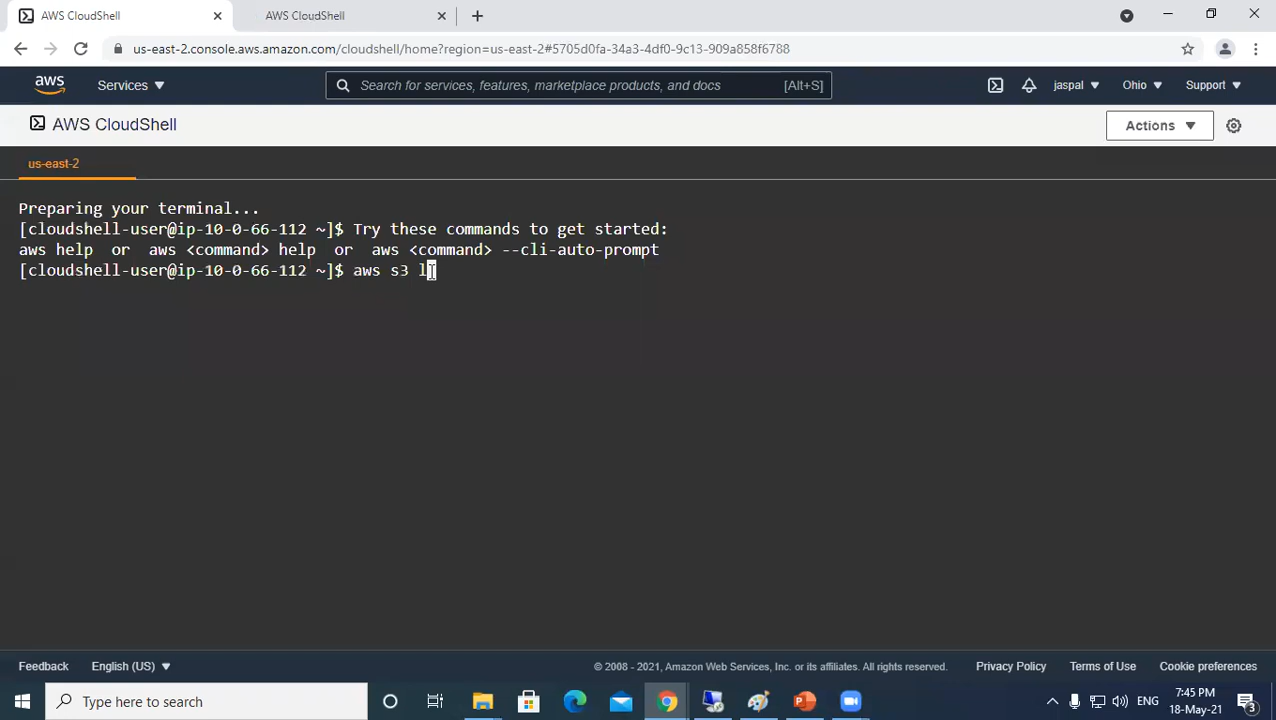 AWS CloudShell
AWS CloudShell
us-east-2.console.aws.amazon.com/cloudshell/home?region=us-east-2#5705d0fa-34a3-4df0-9c13-909a858f6788
aws Services Search for services, features, marketplace products, and docs [Alt+S] jaspal Ohio Support
AWS CloudShell Actions
us-east-2
Preparing your terminal...
[cloudshell-user@ip-10-0-66-112 ~]$ Try these commands to get started:
aws help or aws <command> help or aws <command> --cli-auto-prompt
[cloudshell-user@ip-10-0-66-112 ~]$ aws s3 l
Feedback English (US) © 2008 - 2021, Amazon Web Services, Inc. or its affiliates. All rights reserved. Privacy Policy Terms of Use Cookie preferences
Type here to search ENG 7:45 PM
18-May-21 3